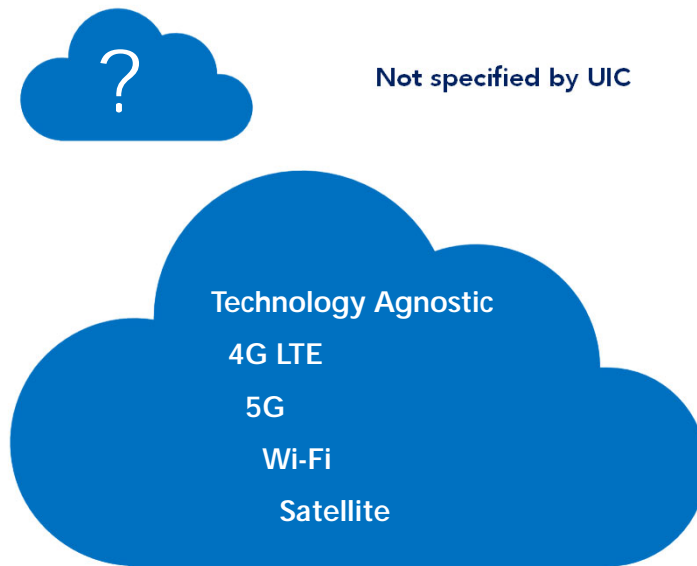 ?
Not specified by UIC
Technology Agnostic
4G LTE
5G
Wi-Fi
Satellite